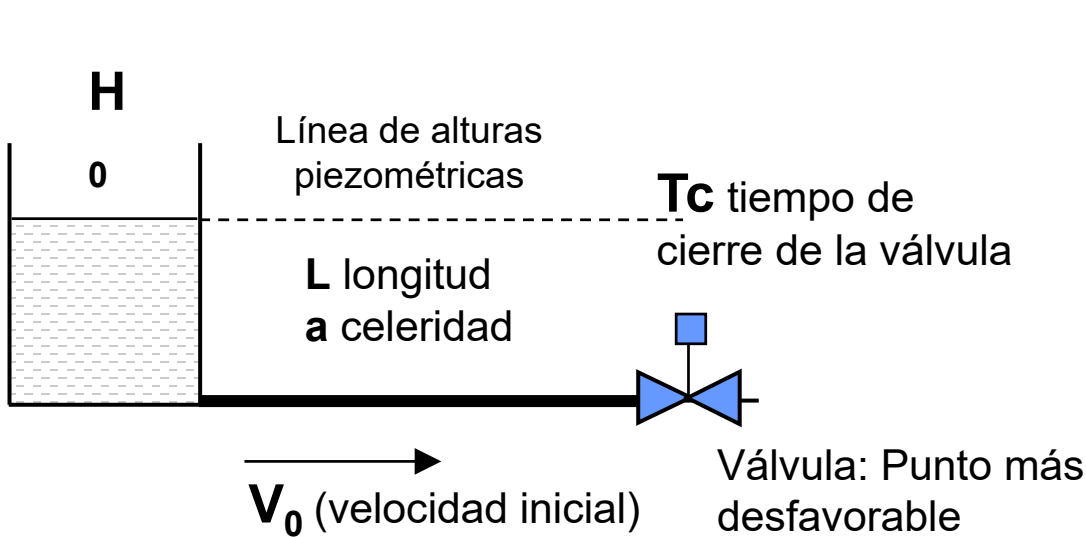 H
0
Línea de alturas
piezométricas
Tc tiempo de
cierre de la válvula
L longitud
a celeridad
V0 (velocidad inicial)
Válvula: Punto más
desfavorable